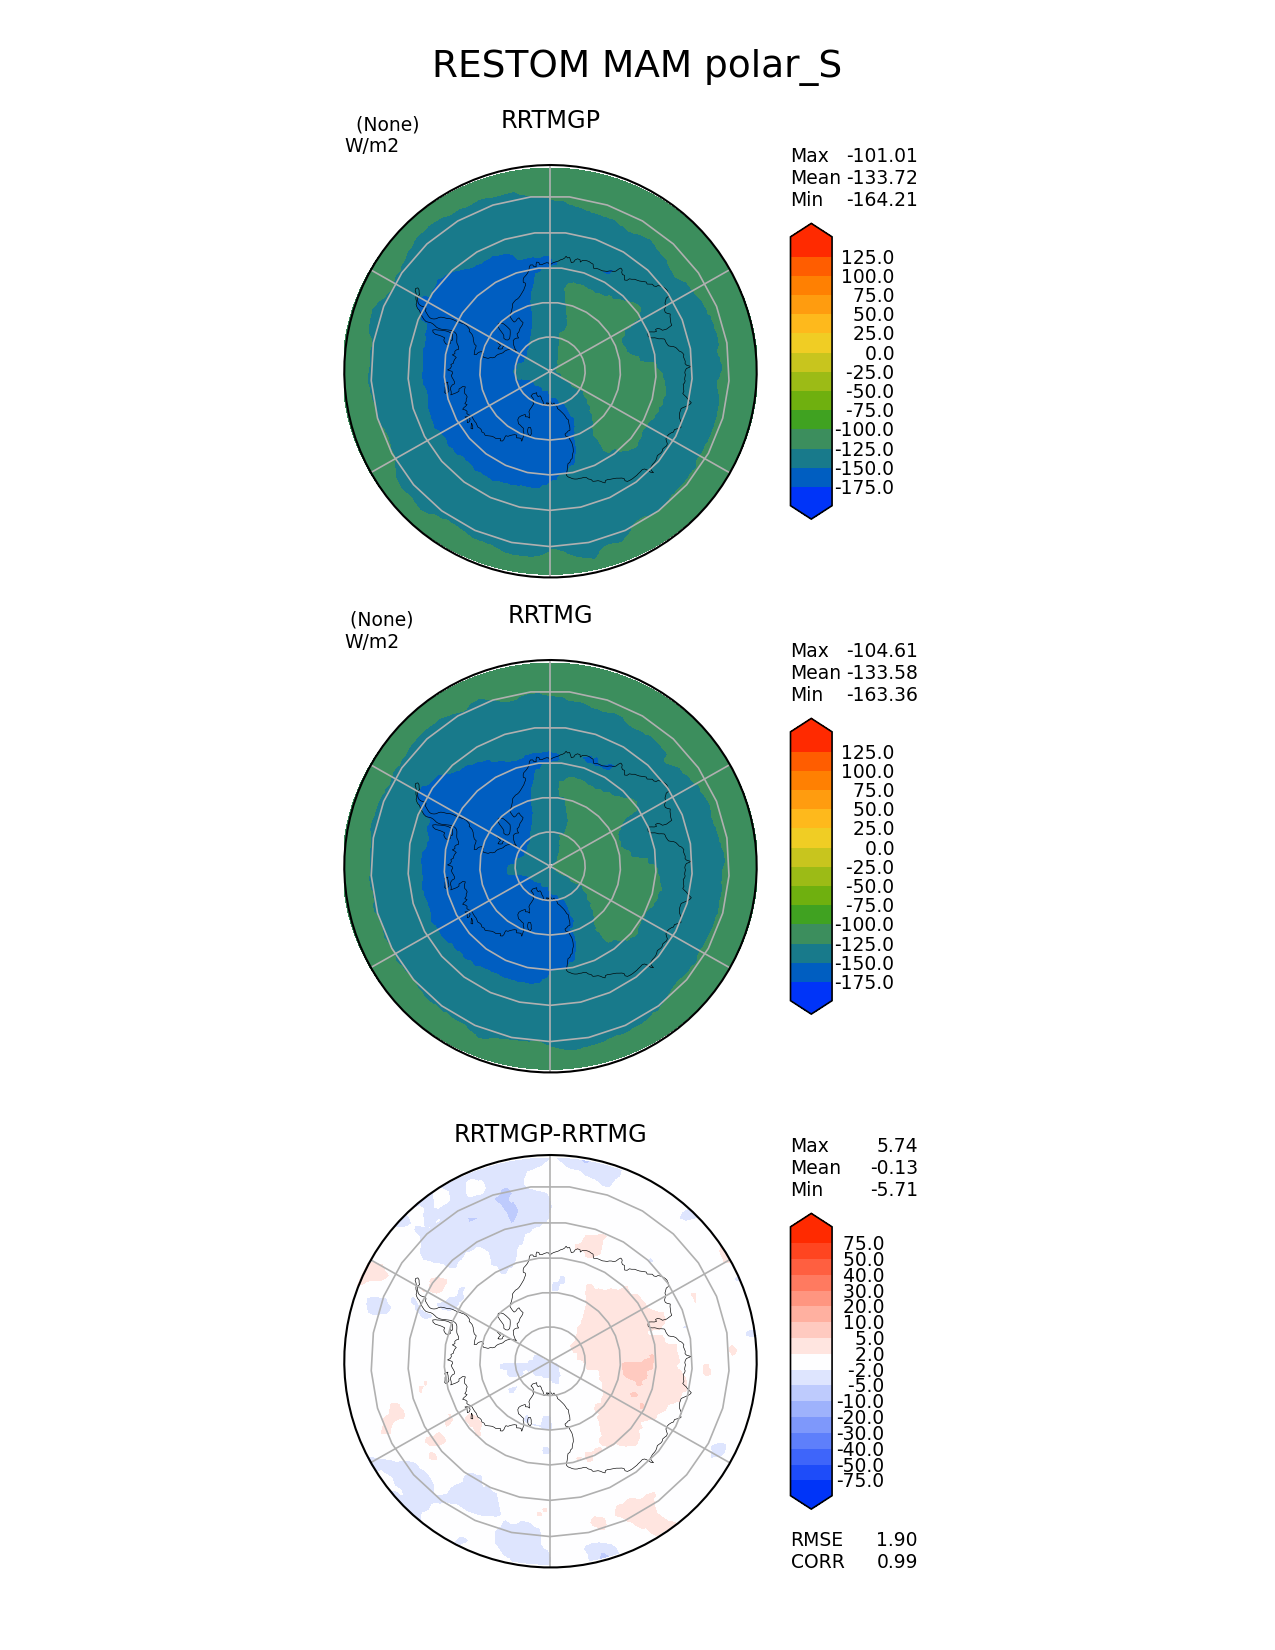 RESTOM MAM polar_S
(None)
RRTMGP
W/m2
Max -101.01
Mean -133.72
Min -164.21
125.0
100.0
75.0
50.0
25.0
0.0
-25.0
-50.0
-75.0
-100.0
-125.0
-150.0
-175.0
(None)
RRTMG
W/m2
Max -104.61
Mean -133.58
Min -163.36
125.0
100.0
75.0
50.0
25.0
0.0
-25.0
-50.0
-75.0
-100.0
-125.0
-150.0
-175.0
RRTMGP-RRTMG
Max 5.74
Mean -0.13
Min -5.71
75.0
50.0
40.0
30.0
20.0
10.0
5.0
2.0
-2.0
-5.0
-10.0
-20.0
-30.0
-40.0
-50.0
-75.0
RMSE 1.90
CORR 0.99